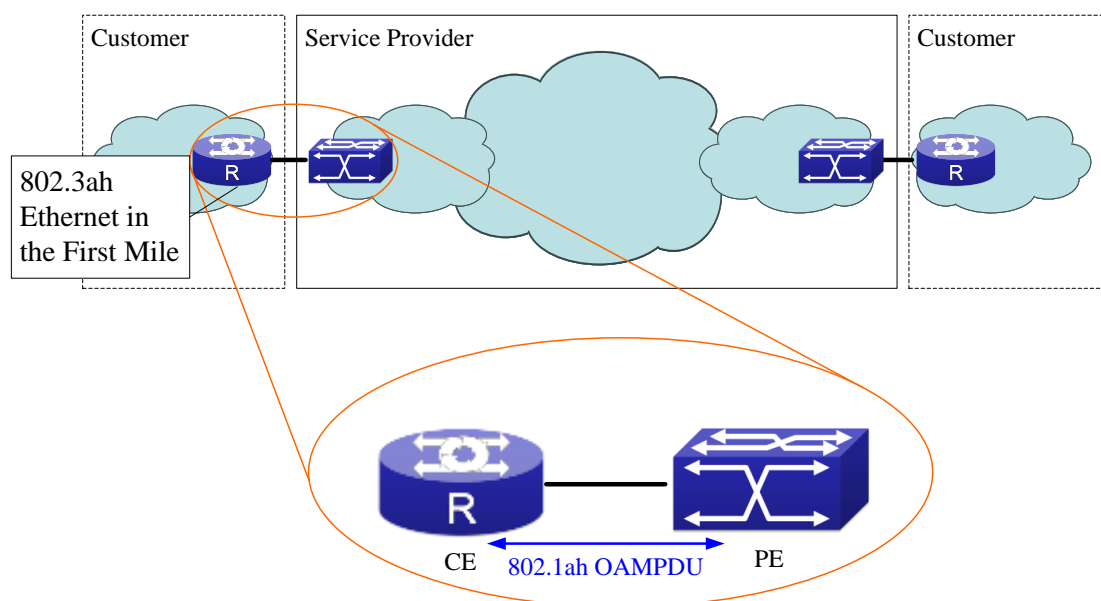 Customer
Service Provider
Customer
R
R
802.3ah
Ethernet in
the First Mile
R
CE
802.1ah OAMPDU
PE